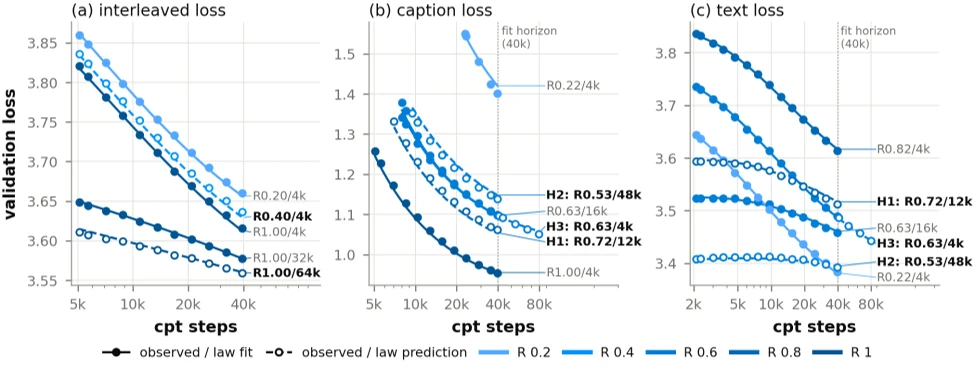 (a) interleaved loss
(b) caption loss
(c) text loss
validation loss
3.85
3.80
3.75
3.70
3.65
3.60
3.55
R0.20/4k
R0.40/4k
R1.00/4k
R1.00/32k
R1.00/64k
5k
10k
20k
40k
cpt steps
1.5
1.4
1.3
1.2
1.1
1.0
fit horizon
(40k)
R0.22/4k
H2: R0.53/48k
R0.63/16k
H3: R0.63/4k
H1: R0.72/12k
R1.00/4k
5k
10k
20k
40k
80k
cpt steps
3.8
3.7
3.6
3.5
3.4
fit horizon
(40k)
R0.82/4k
H1: R0.72/12k
R0.63/16k
H3: R0.63/4k
H2: R0.53/48k
R0.22/4k
2k
5k
10k
20k
40k
80k
cpt steps
observed / law fit
observed / law prediction
R 0.2
R 0.4
R 0.6
R 0.8
R 1